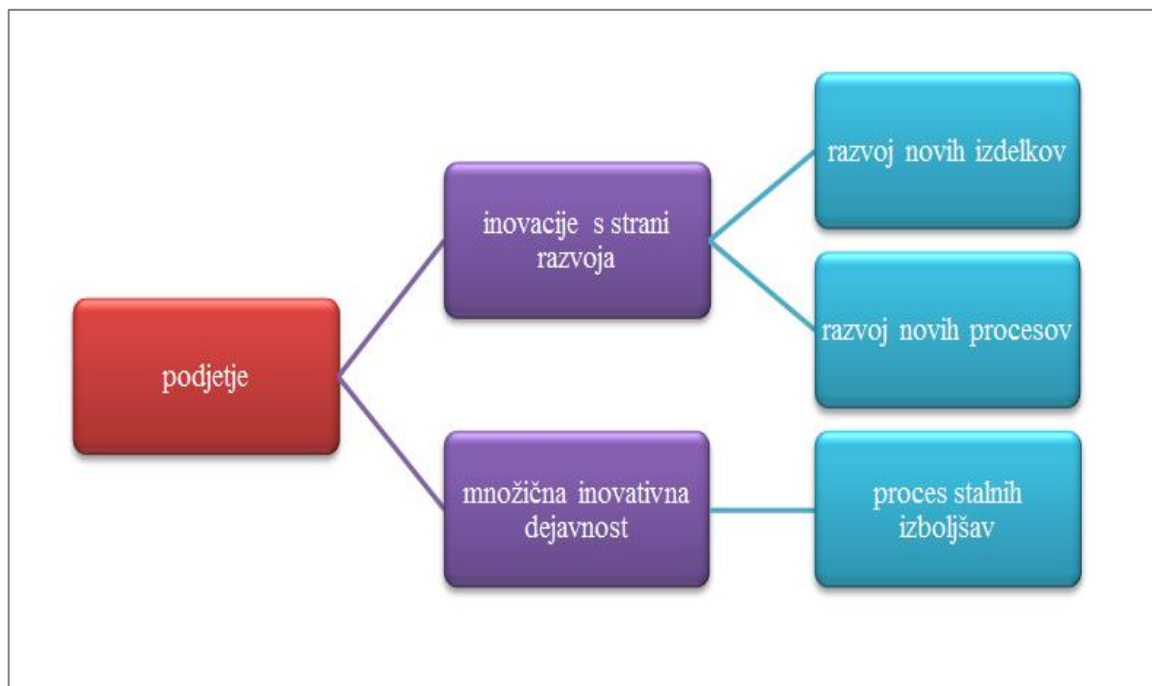 podjetje
inovacije s strani
razvoja
razvoj novih izdelkov
razvoj novih procesov
množična inovativna
dejavnost
proces stalnih
izboljšav